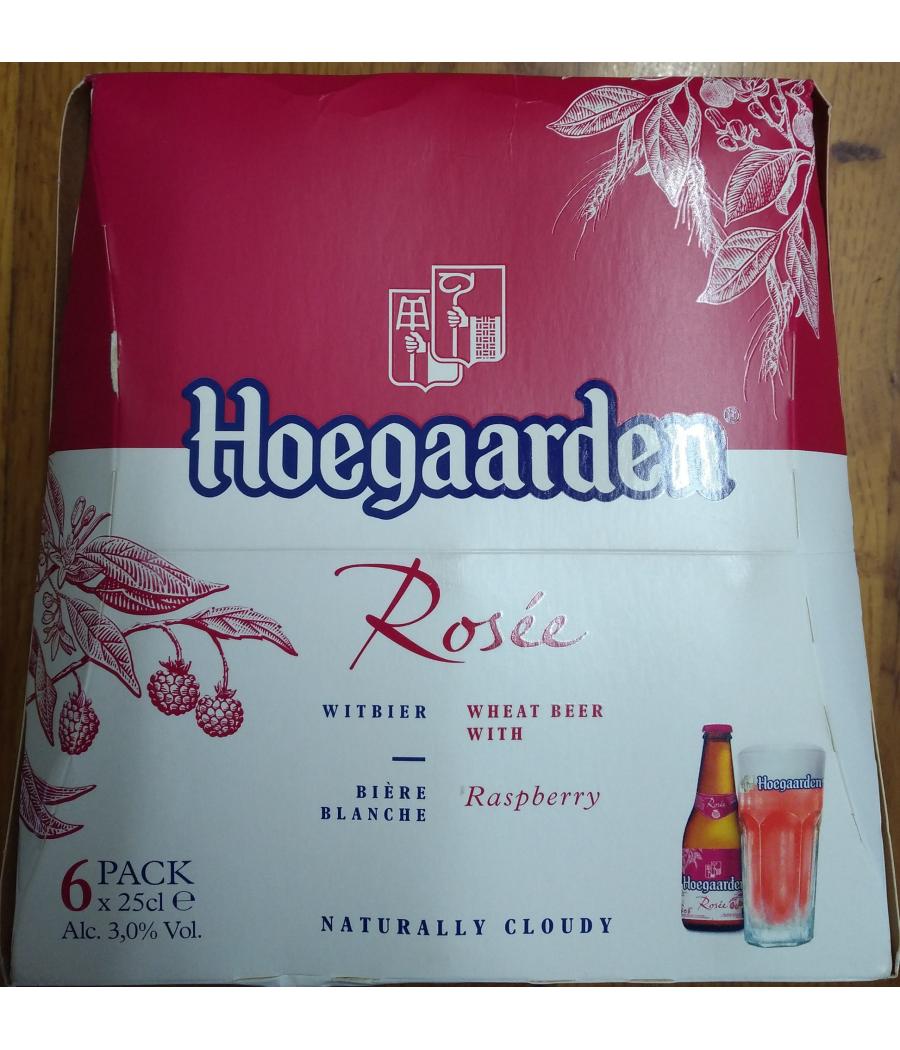 Hoegaarden®
Rosée
WITBIER
—
BIÈRE
BLANCHE
WHEAT BEER
WITH
Raspberry
6 PACK
x 25cl ℮
Alc. 3,0% Vol.
NATURALLY CLOUDY
Rosée
Hoegaarden
Rosée
Hoegaarden